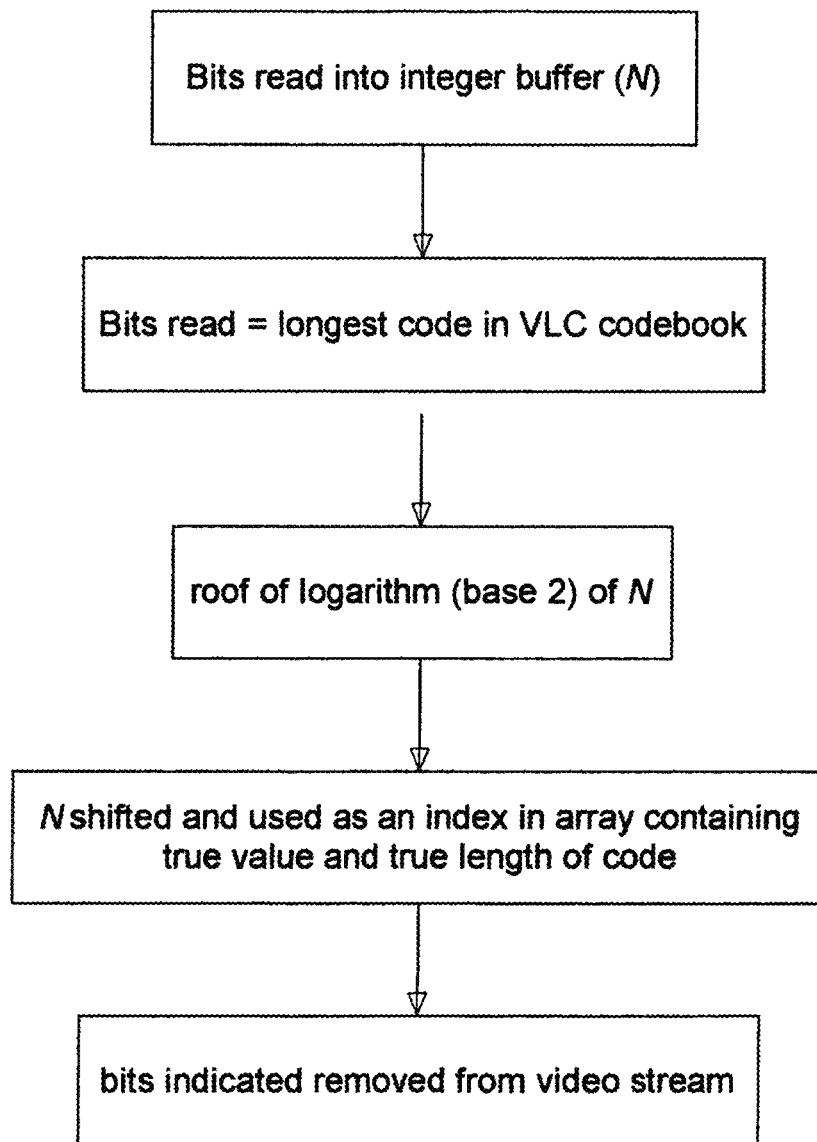 Bits read into integer buffer (N)
Bits read = longest code in VLC codebook
roof of logarithm (base 2) of N
N shifted and used as an index in array containing
true value and true length of code
bits indicated removed from video stream